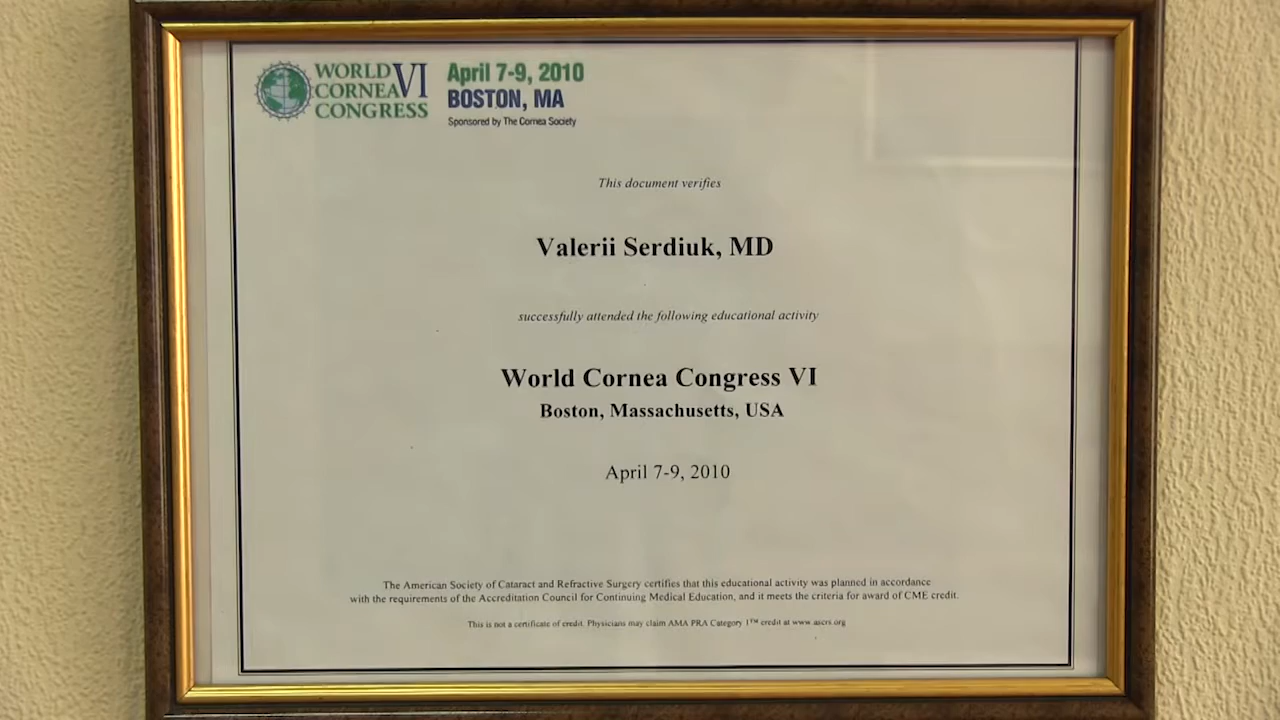 WORLD VI
CORNEA
CONGRESS
April 7-9, 2010
BOSTON, MA
Sponsored by The Cornea Society
This document verifies
Valerii Serdiuk, MD
successfully attended the following educational activity
World Cornea Congress VI
Boston, Massachusetts, USA
April 7-9, 2010
The American Society of Cataract and Refractive Surgery certifies that this educational activity was planned in accordance
with the requirements of the Accreditation Council for Continuing Medical Education, and it meets the criteria for award of CME credit.
This is not a certificate of credit. Physicians may claim AMA PRA Category 1™ credit at www.ascrs.org